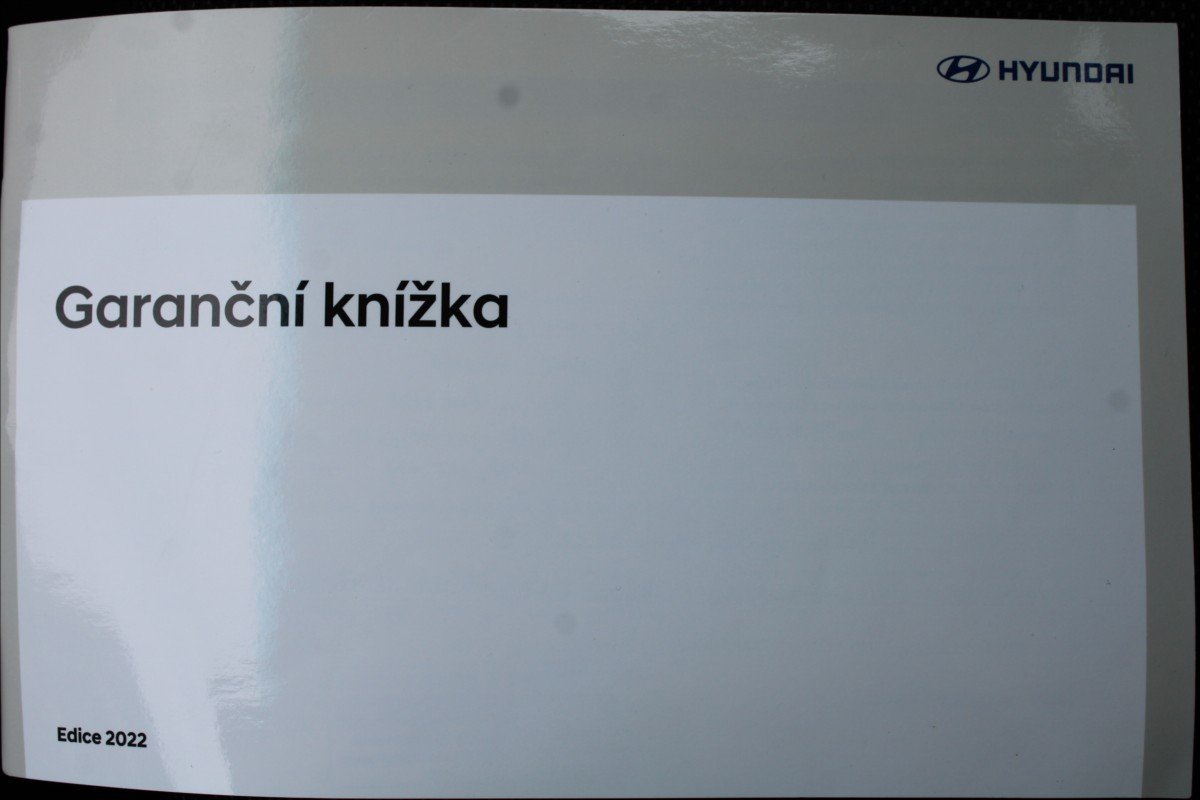 HYUNDAI
Garanční knížka
Edice 2022